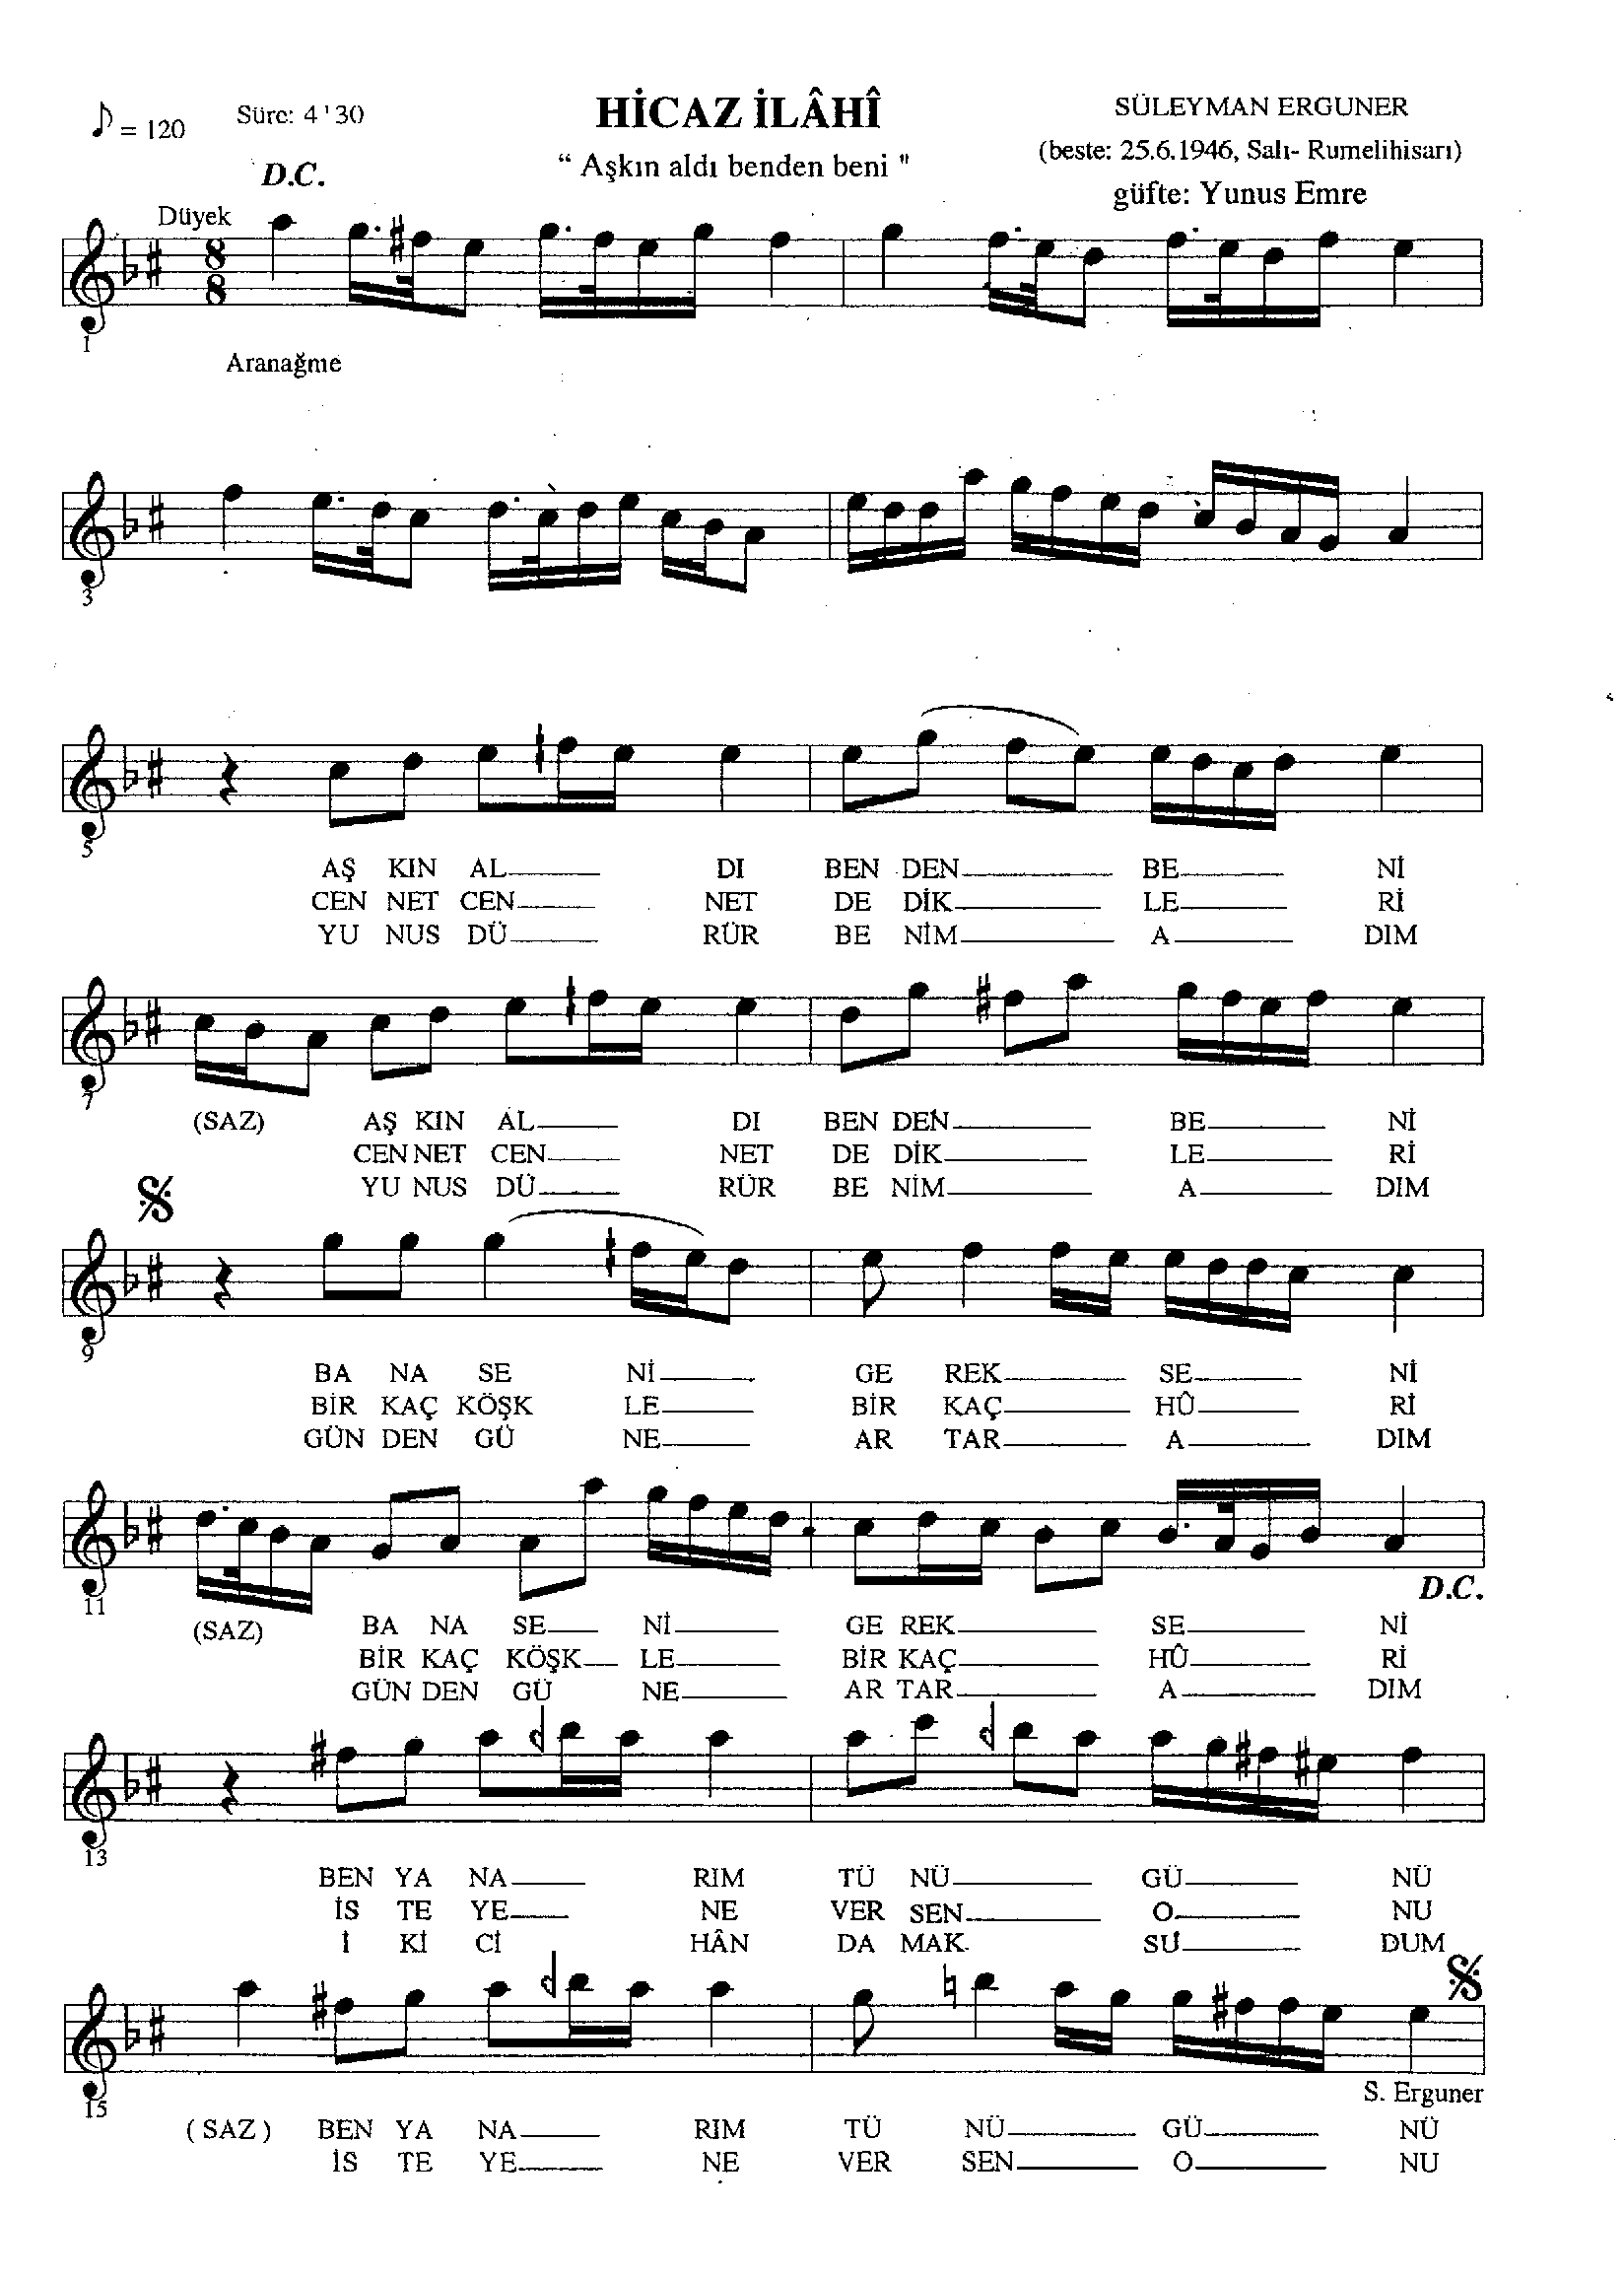 ♪ = 120 Süre: 4'30 HİCAZ İLÂHÎ SÜLEYMAN ERGUNER
“ Aşkın aldı benden beni " (beste: 25.6.1946, Salı- Rumelihisarı)
D.C. güfte: Yunus Emre
Düyek
8
8
1
Aranağme
3
5
AŞ KIN AL DI BEN DEN BE Nİ
CEN NET CEN NET DE DİK LE Rİ
YU NUS DÜ RÜR BE NİM A DIM
7
(SAZ) AŞ KIN AL DI BEN DEN BE Nİ
CEN NET CEN NET DE DİK LE Rİ
YU NUS DÜ RÜR BE NİM A DIM
9
BA NA SE Nİ GE REK SE Nİ
BİR KAÇ KÖŞK LE BİR KAÇ HÛ Rİ
GÜN DEN GÜ NE AR TAR A DIM
D.C.
11
(SAZ) BA NA SE Nİ GE REK SE Nİ
BİR KAÇ KÖŞK LE BİR KAÇ HÛ Rİ
GÜN DEN GÜ NE AR TAR A DIM
13
BEN YA NA RIM TÜ NÜ GÜ NÜ
İS TE YE NE VER SEN O NU
İ Kİ Cİ HÂN DA MAK SU DUM
15
S. Erguner
( SAZ ) BEN YA NA RIM TÜ NÜ GÜ NÜ
İS TE YE NE VER SEN O NU